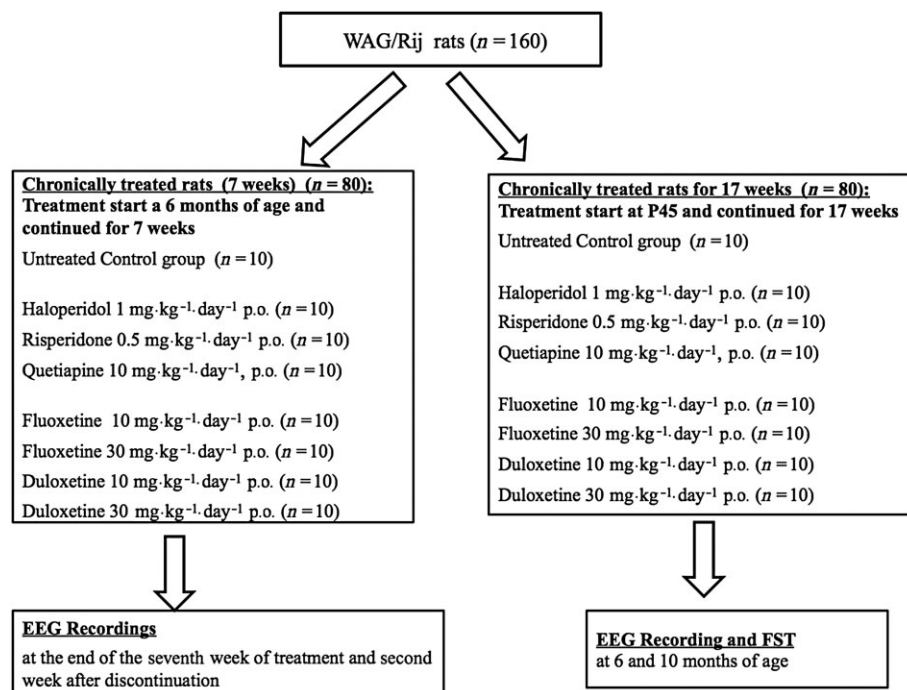 WAG/Rij rats (n = 160)
Chronically treated rats (7 weeks) (n = 80):
Treatment start a 6 months of age and
continued for 7 weeks
Untreated Control group (n = 10)
Haloperidol 1 mg·kg⁻¹·day⁻¹ p.o. (n = 10)
Risperidone 0.5 mg·kg⁻¹·day⁻¹ p.o. (n = 10)
Quetiapine 10 mg·kg⁻¹·day⁻¹, p.o. (n = 10)
Fluoxetine 10 mg·kg⁻¹·day⁻¹ p.o. (n = 10)
Fluoxetine 30 mg·kg⁻¹·day⁻¹ p.o. (n = 10)
Duloxetine 10 mg·kg⁻¹·day⁻¹ p.o. (n = 10)
Duloxetine 30 mg·kg⁻¹·day⁻¹ p.o. (n = 10)
Chronically treated rats for 17 weeks (n = 80):
Treatment start at P45 and continued for 17 weeks
Untreated Control group (n = 10)
Haloperidol 1 mg·kg⁻¹·day⁻¹ p.o. (n = 10)
Risperidone 0.5 mg·kg⁻¹·day⁻¹ p.o. (n = 10)
Quetiapine 10 mg·kg⁻¹·day⁻¹ p.o. (n = 10)
Fluoxetine 10 mg·kg⁻¹·day⁻¹ p.o. (n = 10)
Fluoxetine 30 mg·kg⁻¹·day⁻¹ p.o. (n = 10)
Duloxetine 10 mg·kg⁻¹·day⁻¹ p.o. (n = 10)
Duloxetine 30 mg·kg⁻¹·day⁻¹ p.o. (n = 10)
EEG Recordings
at the end of the seventh week of treatment and second
week after discontinuation
EEG Recording and FST
at 6 and 10 months of age